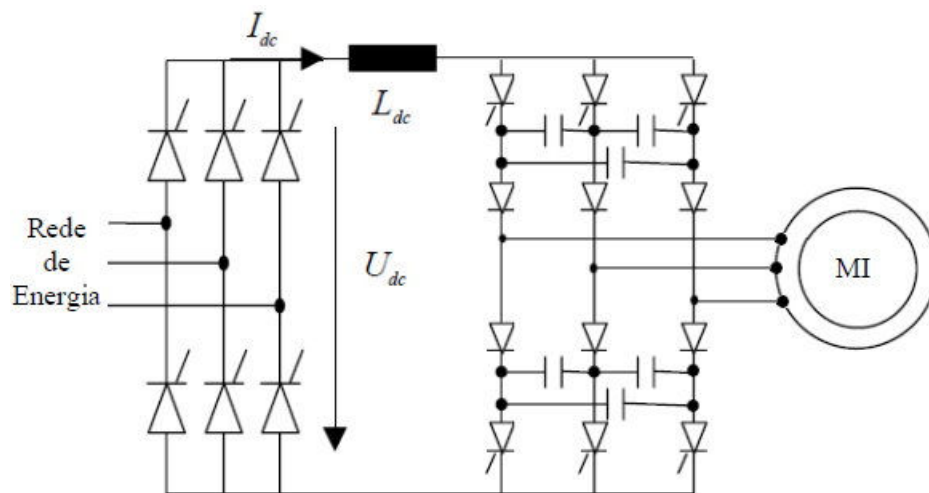 I_dc
L_dc
Rede
de
Energia
U_dc
MI